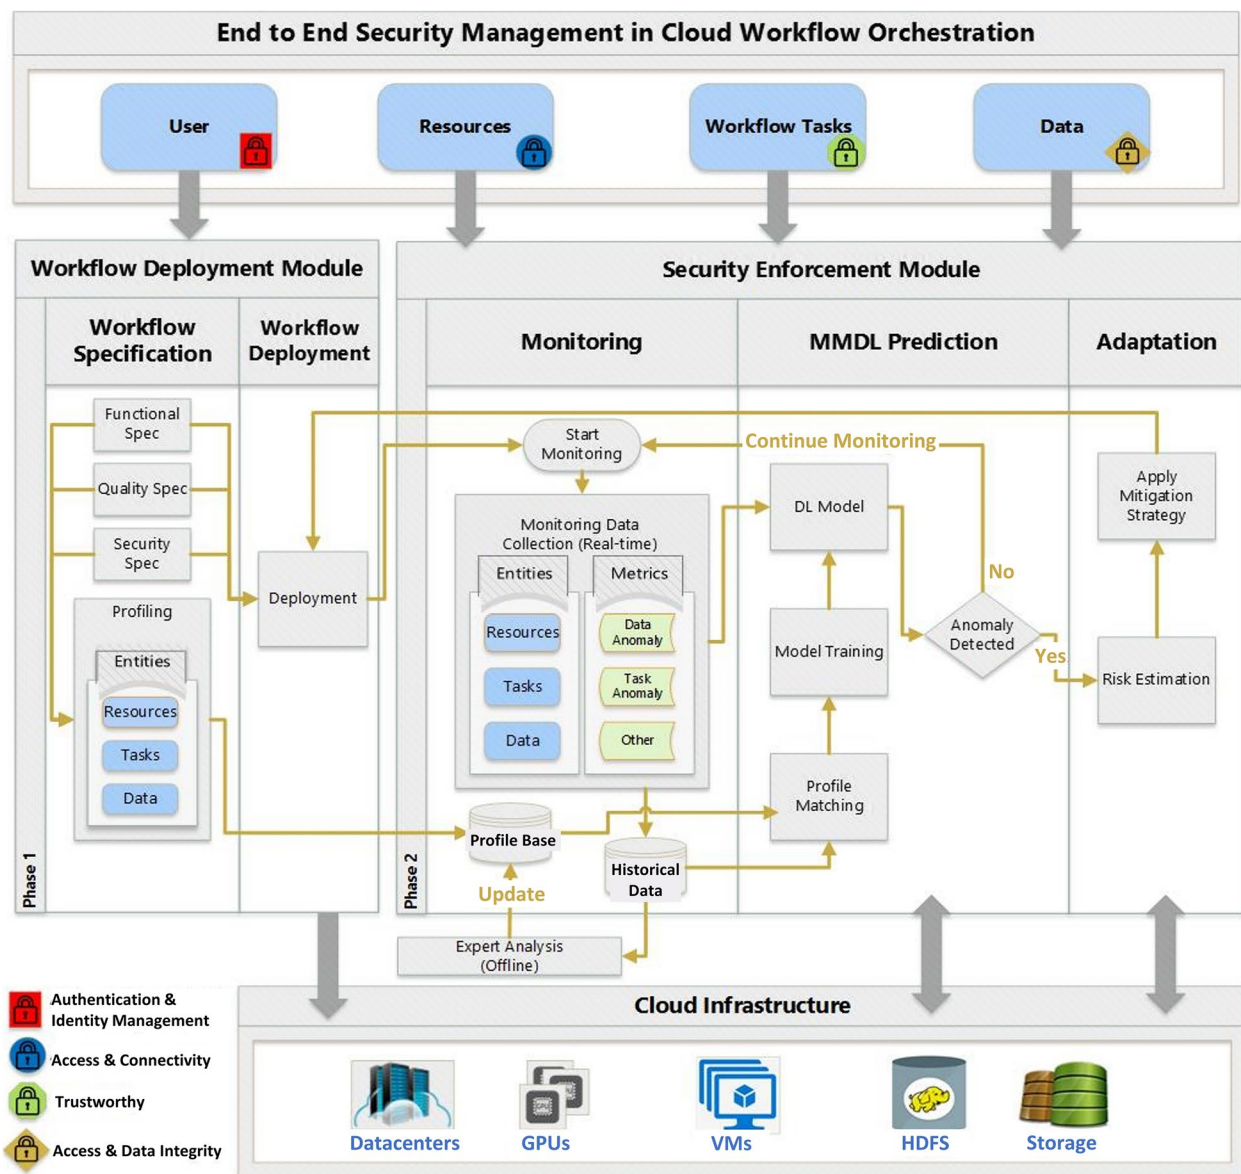 End to End Security Management in Cloud Workflow Orchestration
User
Resources
Workflow Tasks
Data
Workflow Deployment Module
Security Enforcement Module
Phase 1
Workflow
Specification
Workflow
Deployment
Phase 2
Monitoring
MMDL Prediction
Adaptation
Functional
Spec
Quality Spec
Security
Spec
Profiling
Entities
Resources
Tasks
Data
Deployment
Start
Monitoring
Continue Monitoring
Monitoring Data
Collection (Real-time)
Entities
Resources
Tasks
Data
Metrics
Data
Anomaly
Task
Anomaly
Other
DL Model
Model Training
Profile
Matching
No
Anomaly
Detected
Yes
Apply
Mitigation
Strategy
Risk Estimation
Profile Base
Historical
Data
Update
Expert Analysis
(Offline)
Authentication &
Identity Management
Access & Connectivity
Trustworthy
Access & Data Integrity
Cloud Infrastructure
Datacenters
GPUs
VMs
HDFS
Storage